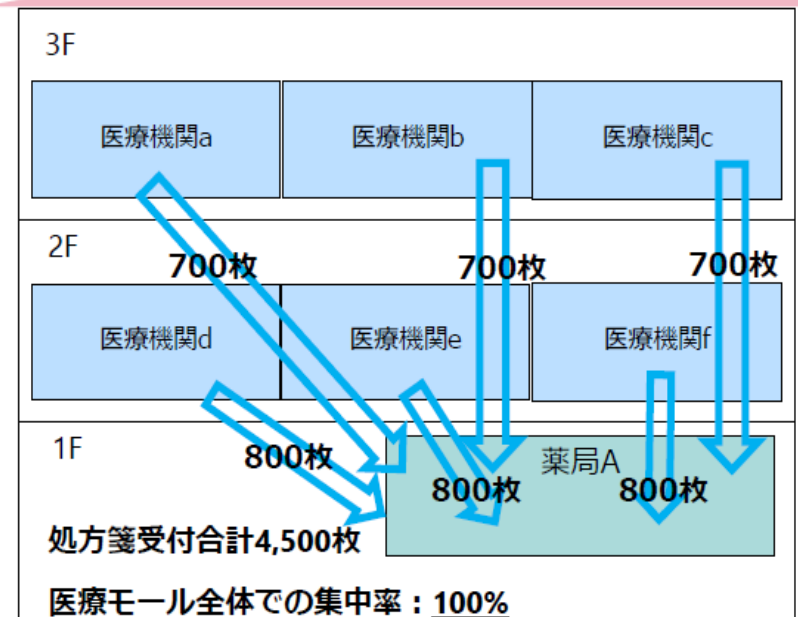 3F
医療機関a
医療機関b
医療機関c
2F
700枚
700枚
700枚
医療機関d
医療機関e
医療機関f
1F
800枚
薬局A
800枚
800枚
処方箋受付合計4,500枚
医療モール全体での集中率：100%